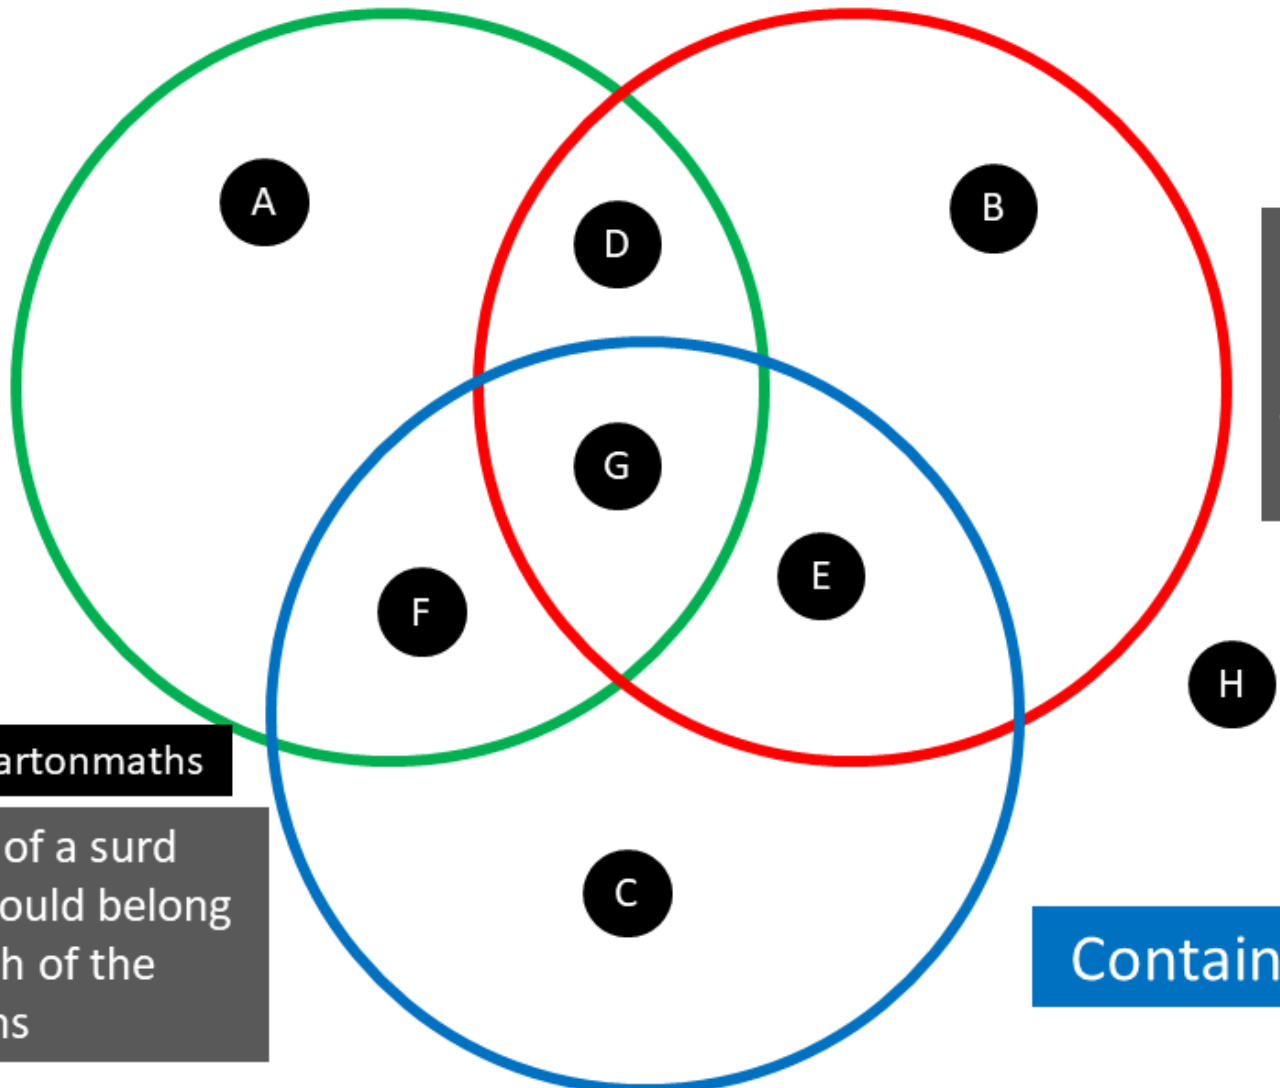 A
D
B
G
F
E
H
artonmaths
of a surd
ould belong
h of the
ns
C
Contain